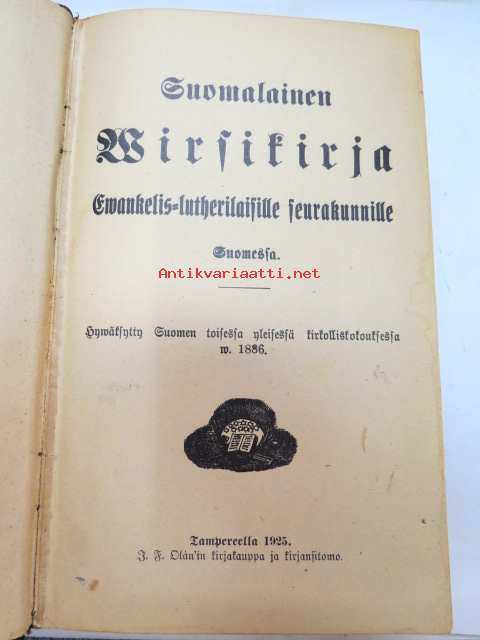 Suomalainen
Wirsikirja
Ewankelis-lutherilaisille seurakunnille
Suomessa.
Antikvariaatti.net
Hywäksytty Suomen toisessa yleisessä kirkolliskokouksessa
w. 1886.
Tampereella 1925.
J. F. Olán'in kirjakauppa ja kirjansitomo.